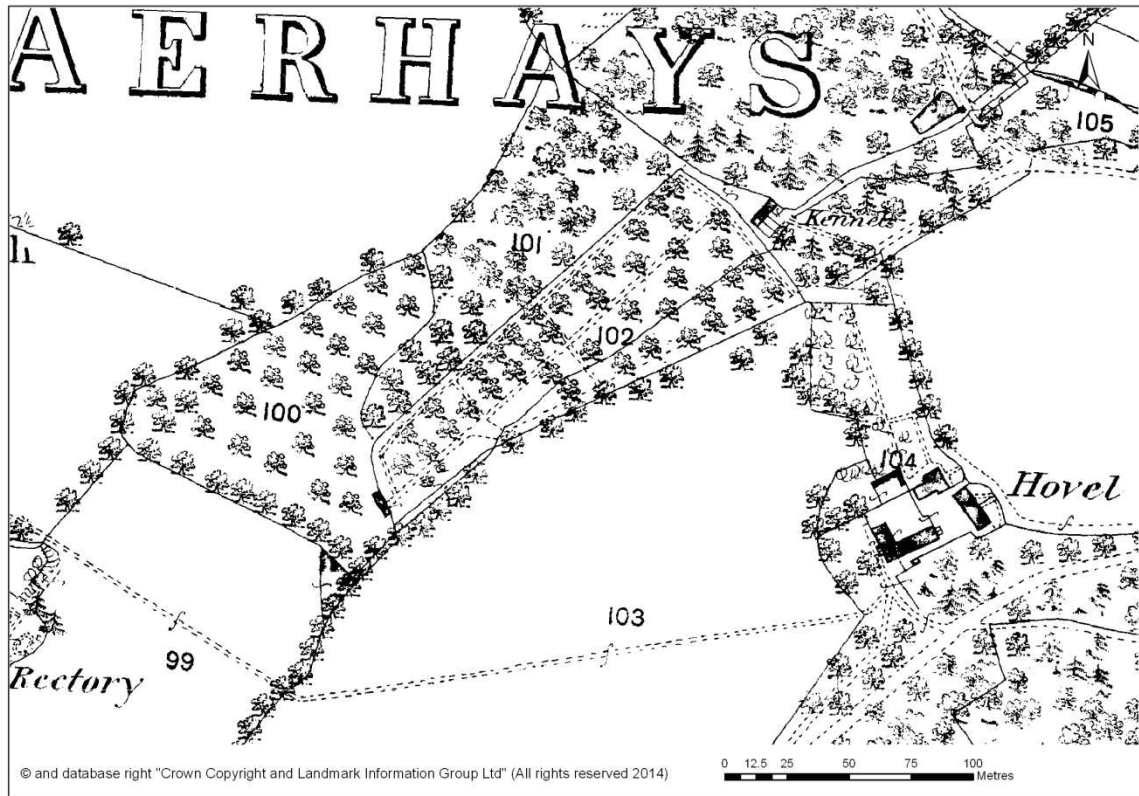 AERHAYS
N
105
Kennel
101
102
100
104
Hovel
103
99
Rectory
© and database right "Crown Copyright and Landmark Information Group Ltd" (All rights reserved 2014)
0 12.5 25 50 75 100
Metres